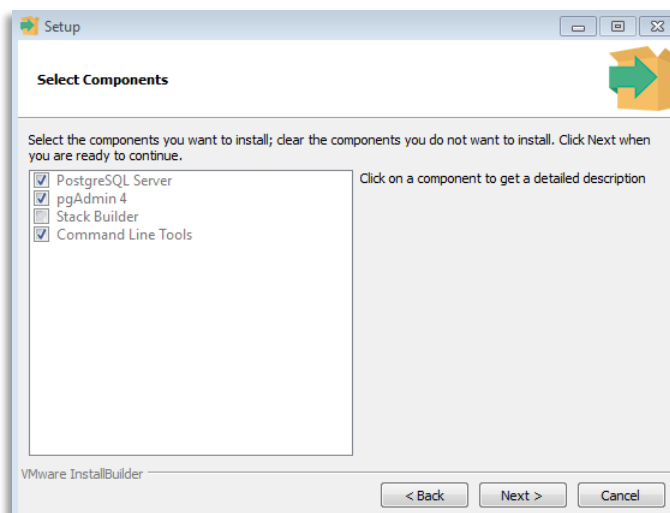 Setup
Select Components
Select the components you want to install; clear the components you do not want to install. Click Next when
you are ready to continue.
PostgreSQL Server
pgAdmin 4
Stack Builder
Command Line Tools
Click on a component to get a detailed description
VMware InstallBuilder
< Back
Next >
Cancel